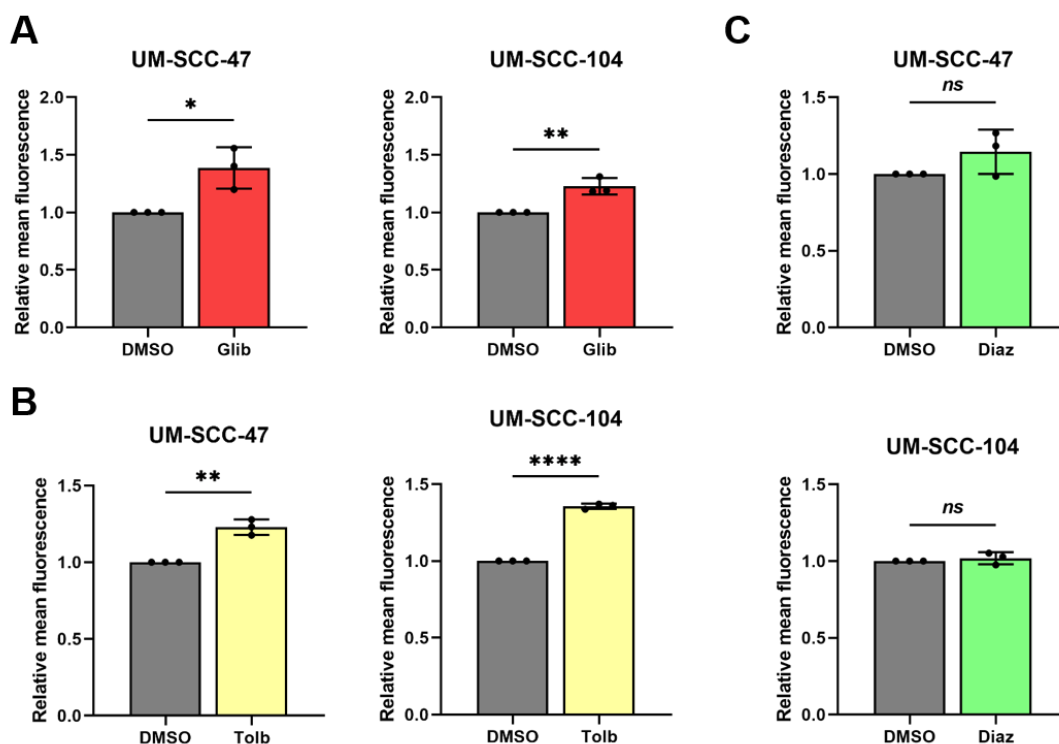 A
UM-SCC-47
Relative mean fluorescence
2.0
1.5
1.0
0.5
0.0
*
DMSO
Glib
UM-SCC-104
Relative mean fluorescence
2.0
1.5
1.0
0.5
0.0
**
DMSO
Glib
C
UM-SCC-47
Relative mean fluorescence
1.5
1.0
0.5
0.0
ns
DMSO
Diaz
B
UM-SCC-47
Relative mean fluorescence
1.5
1.0
0.5
0.0
**
DMSO
Tolb
UM-SCC-104
Relative mean fluorescence
1.5
1.0
0.5
0.0
****
DMSO
Tolb
UM-SCC-104
Relative mean fluorescence
1.5
1.0
0.5
0.0
ns
DMSO
Diaz